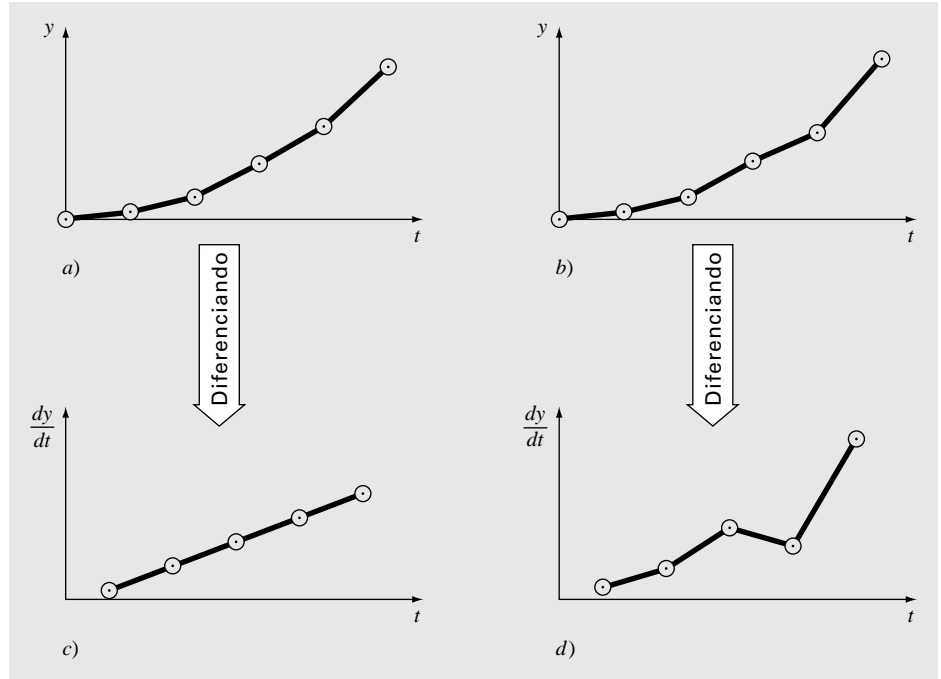 y
t
a)
Diferenciando
dy
dt
t
c)
y
t
b)
Diferenciando
dy
dt
t
d)